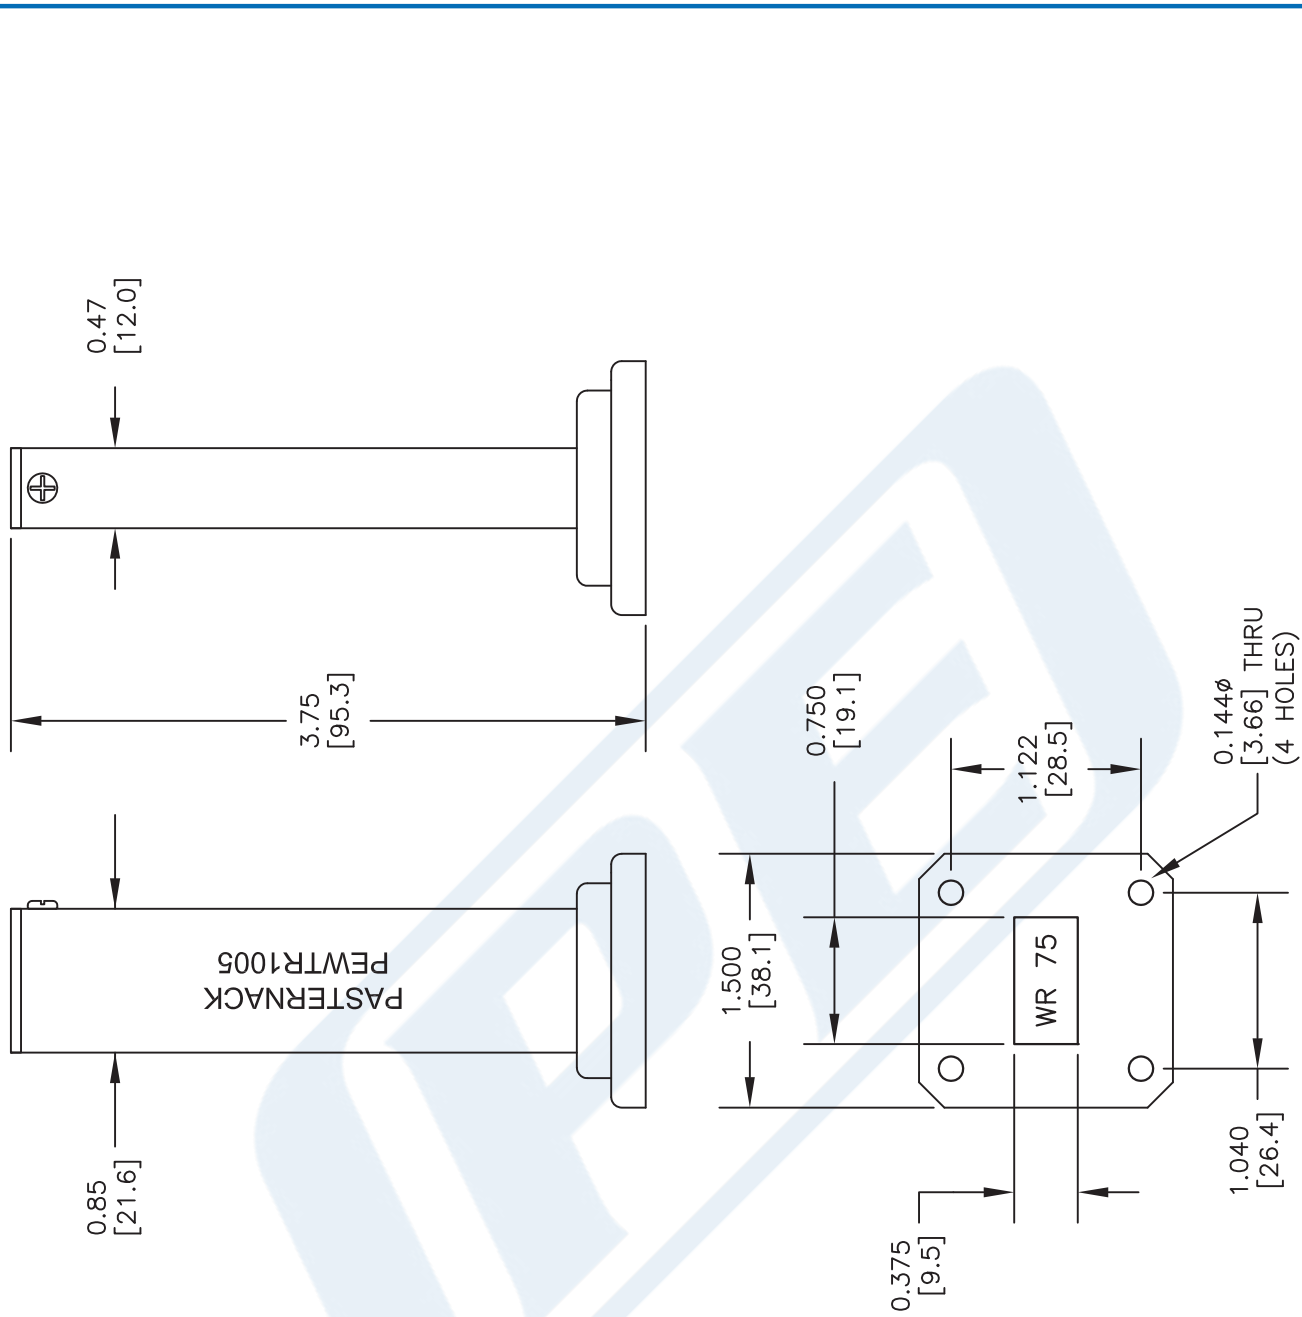 0.47
[12.0]
3.75
[95.3]
0.85
[21.6]
PASTERNACK
PEWTR1005
0.750
[19.1]
1.122
[28.5]
0.144ø
[3.66] THRU
(4 HOLES)
1.500
[38.1]
WR 75
0.375
[9.5]
1.040
[26.4]
PE